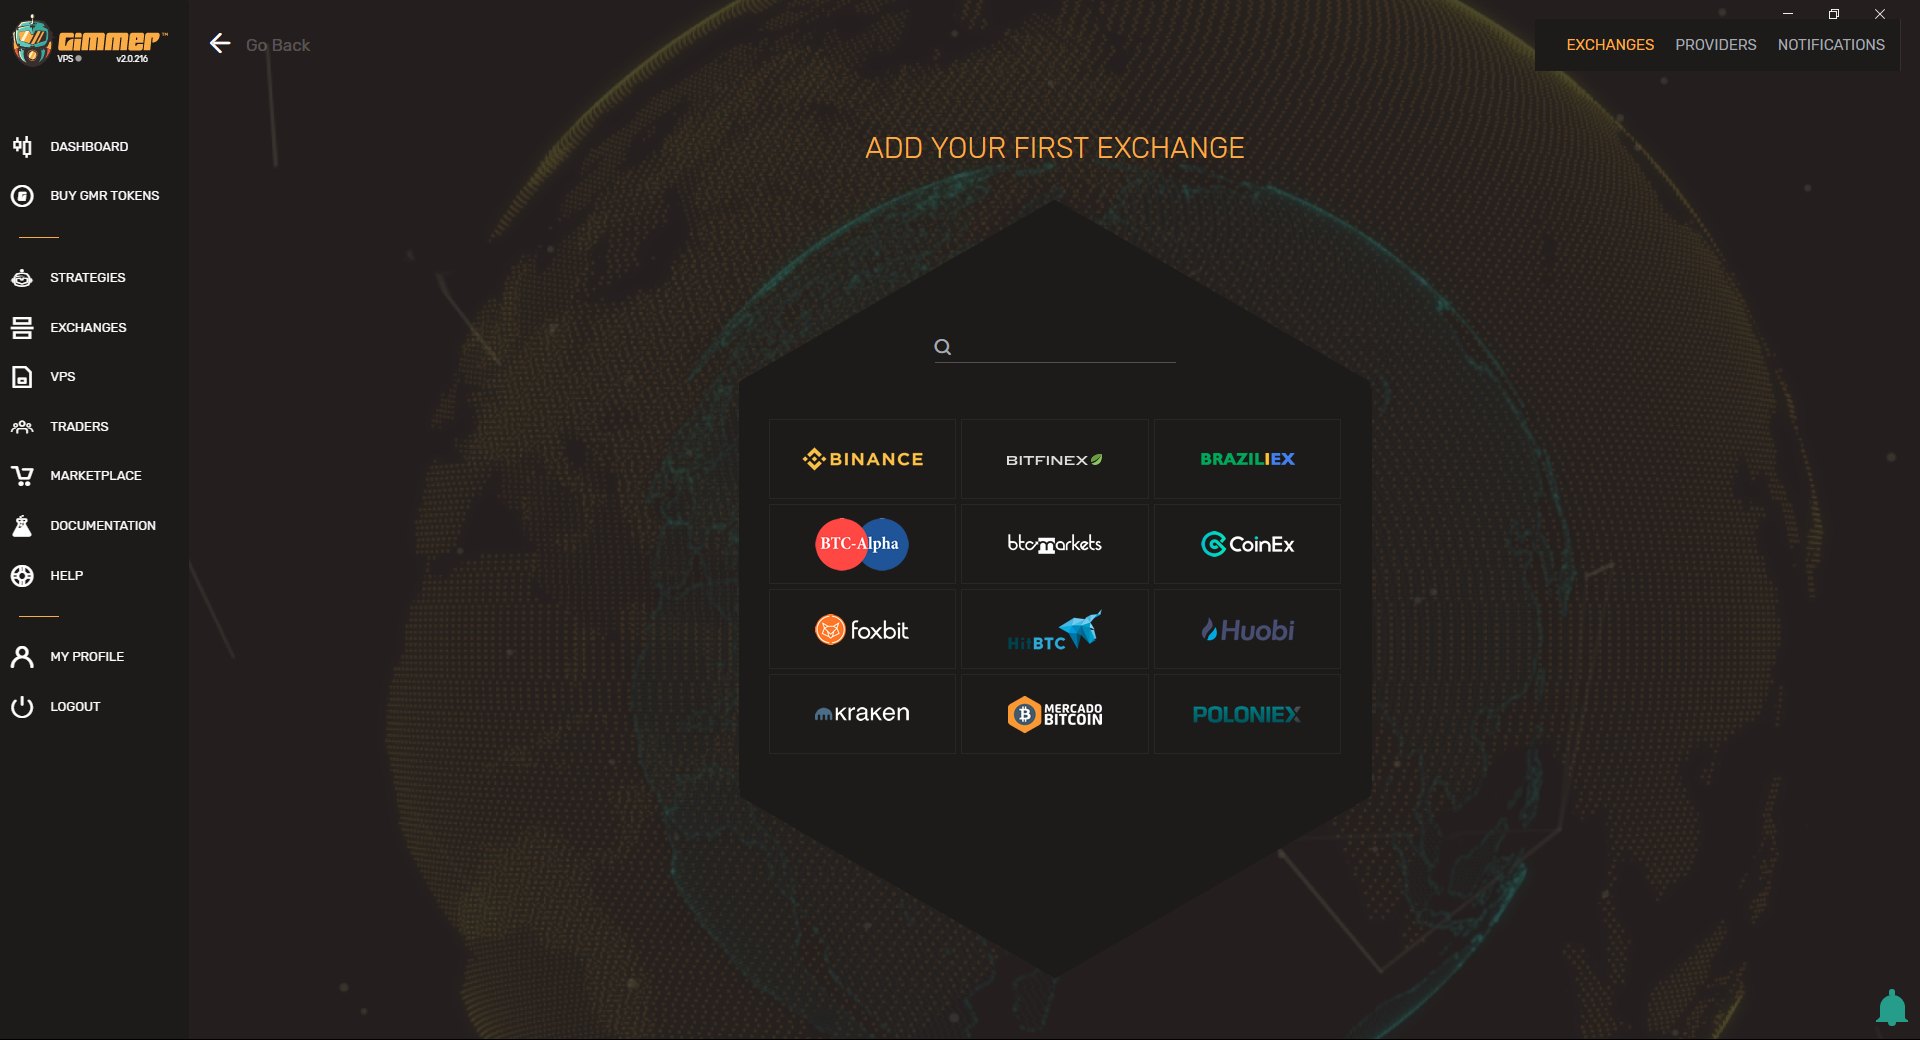 Gimmer™
VPS v2.0.216
Go Back
EXCHANGES PROVIDERS NOTIFICATIONS
DASHBOARD
BUY GMR TOKENS
STRATEGIES
EXCHANGES
VPS
TRADERS
MARKETPLACE
DOCUMENTATION
HELP
MY PROFILE
LOGOUT
ADD YOUR FIRST EXCHANGE
BINANCE
BITFINEX
BRAZILIEX
BTC-Alpha
btcmarkets
CoinEx
foxbit
HitBTC
Huobi
kraken
MERCADO
BITCOIN
POLONIEX